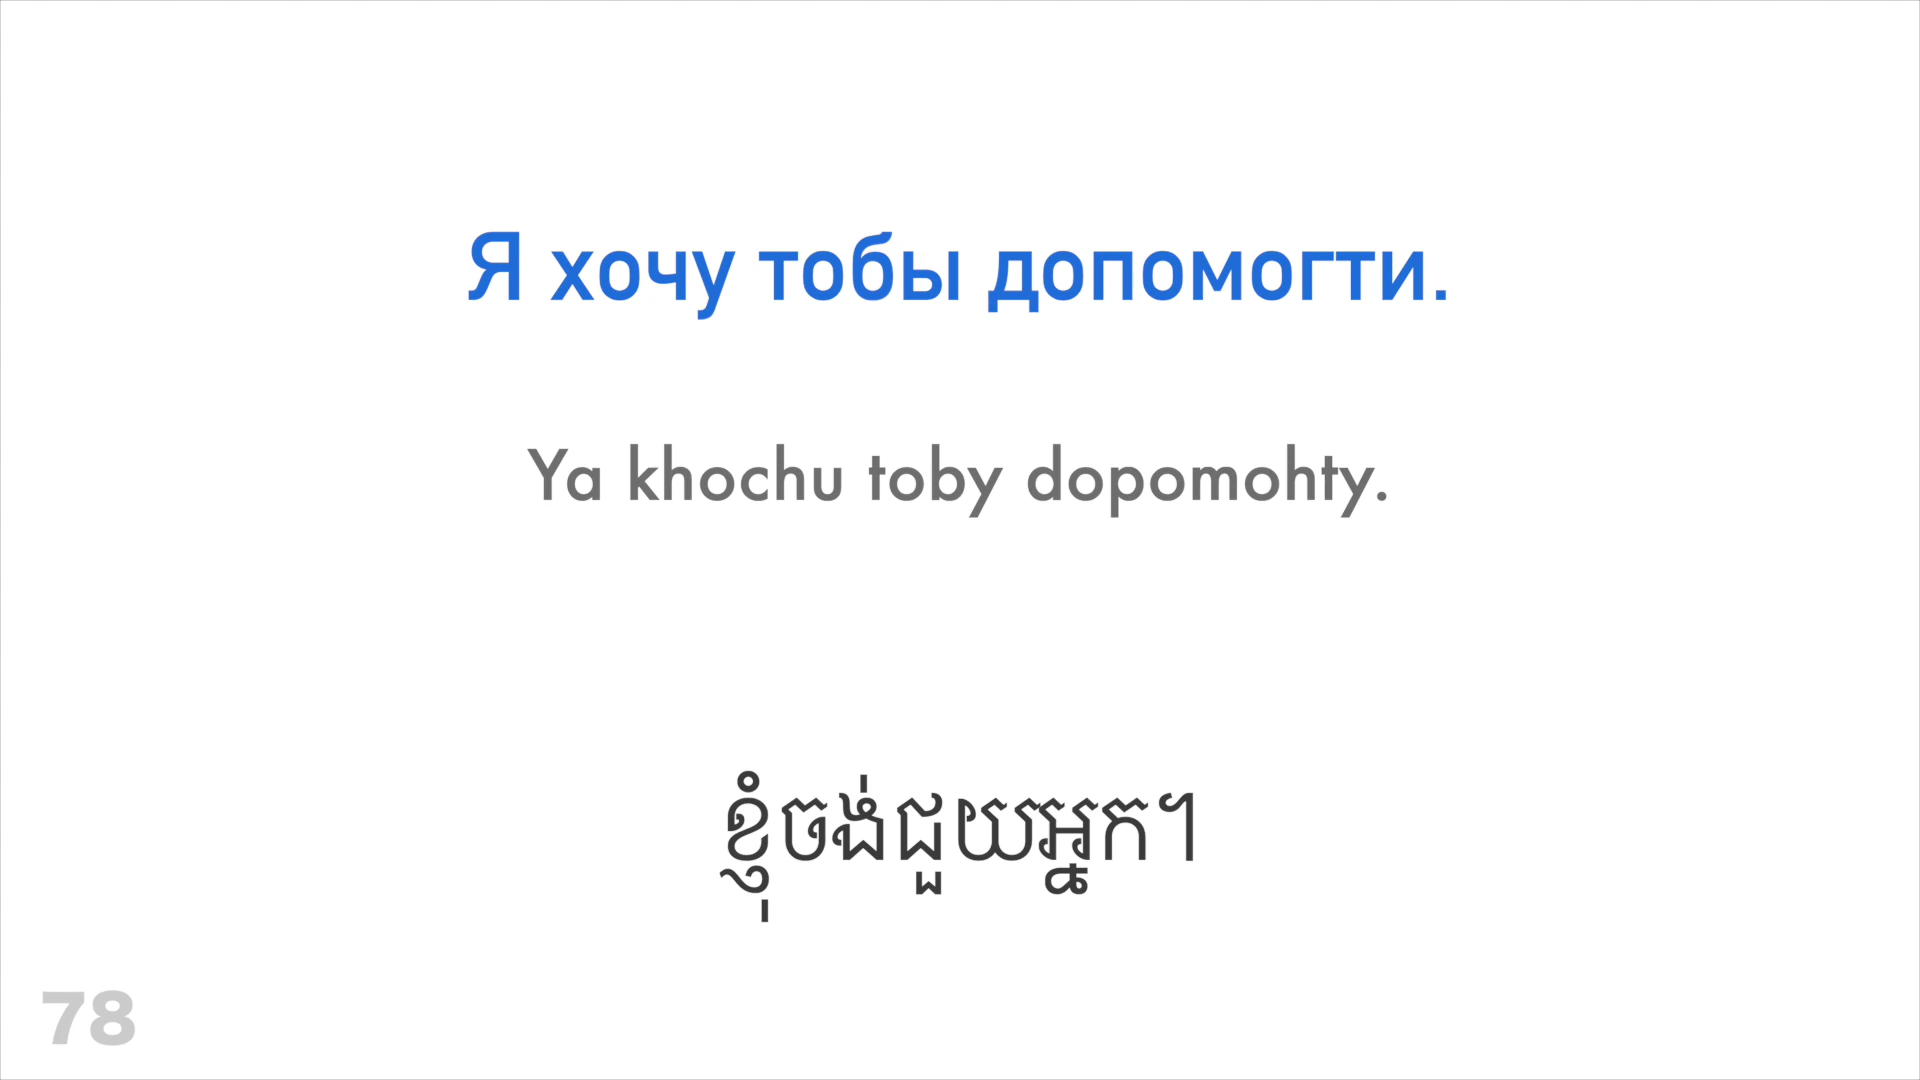 Я хочу тобы допомогти.
Ya khochu toby dopomohty.
ខ្ញុំចង់ជួយអ្នក។
78